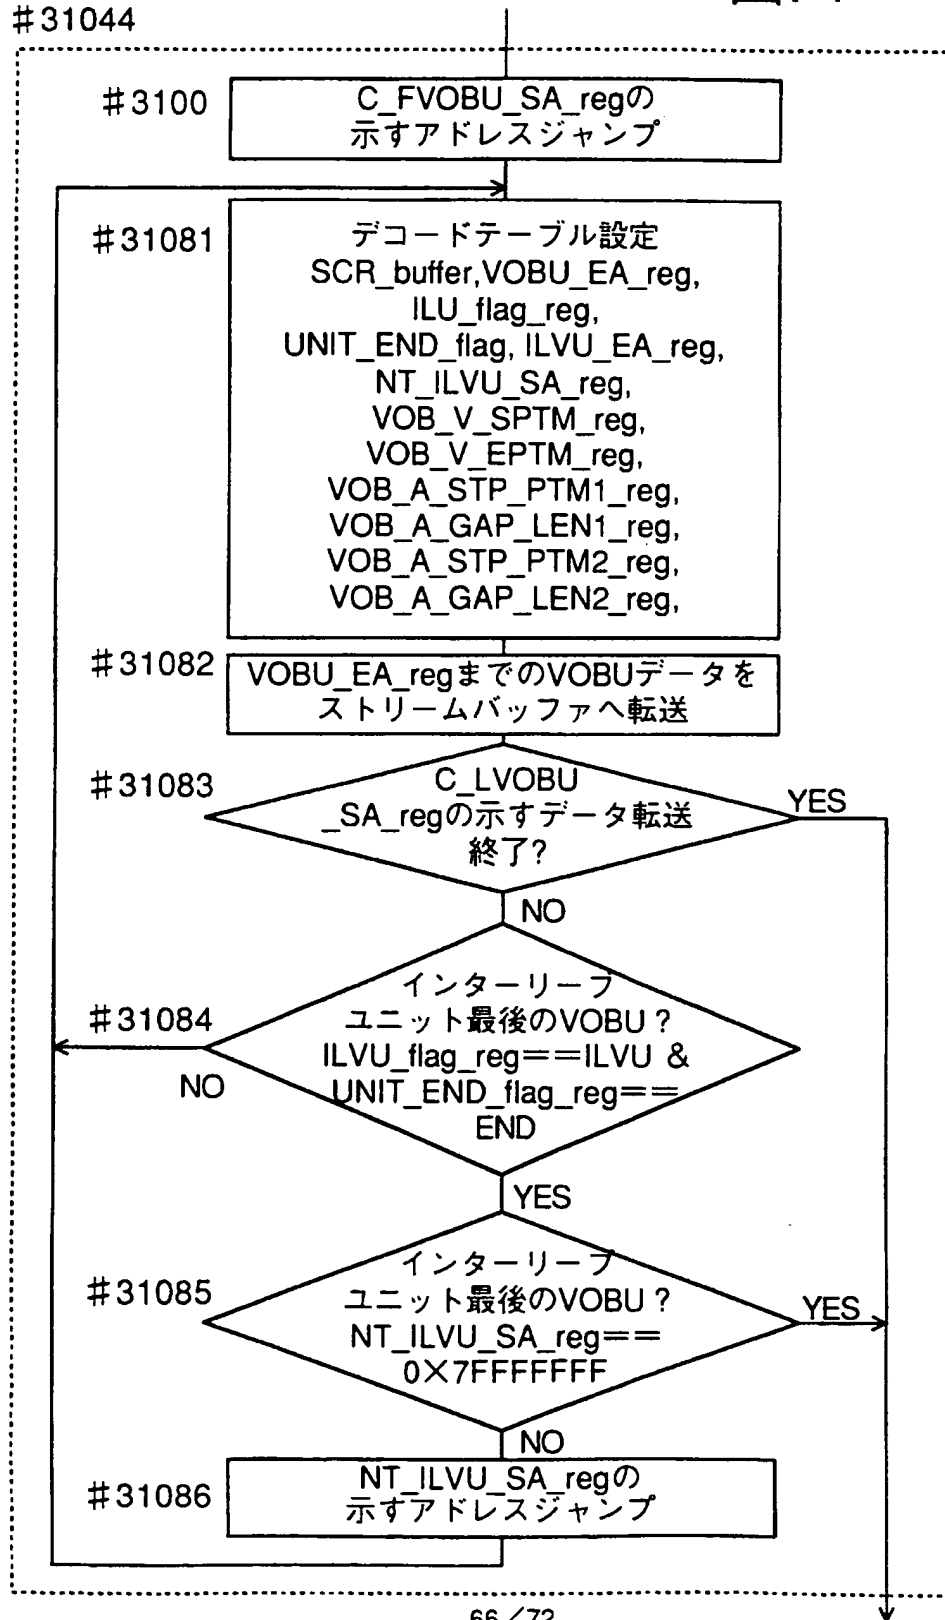 #31044
#3100
C_FVOBU_SA_regの
示すアドレスジャンプ
#31081
デコードテーブル設定
SCR_buffer,VOBU_EA_reg,
ILU_flag_reg,
UNIT_END_flag, ILVU_EA_reg,
NT_ILVU_SA_reg,
VOB_V_SPTM_reg,
VOB_V_EPTM_reg,
VOB_A_STP_PTM1_reg,
VOB_A_GAP_LEN1_reg,
VOB_A_STP_PTM2_reg,
VOB_A_GAP_LEN2_reg,
#31082
VOBU_EA_regまでのVOBUデータを
ストリームバッファへ転送
#31083
C_LVOBU
_SA_regの示すデータ転送
終了?
YES
NO
#31084
インターリーブ
ユニット最後のVOBU?
ILVU_flag_reg==ILVU &
UNIT_END_flag_reg==
END
NO
YES
#31085
インターリーブ
ユニット最後のVOBU?
NT_ILVU_SA_reg==
0×7FFFFFFF
YES
NO
#31086
NT_ILVU_SA_regの
示すアドレスジャンプ